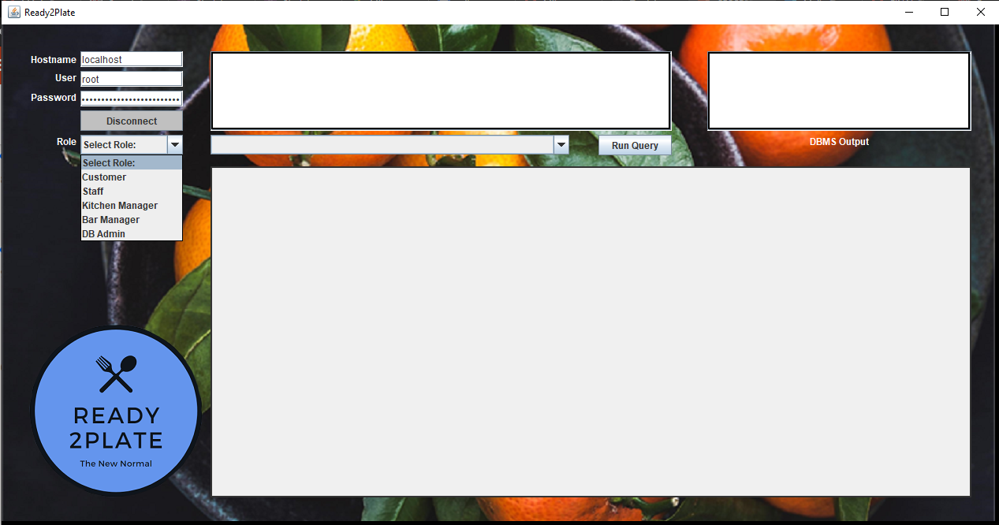 Ready2Plate
Hostname localhost
User root
Password ••••••••••••••••••••••••
Disconnect
Role Select Role:
Select Role:
Customer
Staff
Kitchen Manager
Bar Manager
DB Admin
Run Query
DBMS Output
READY
2PLATE
The New Normal